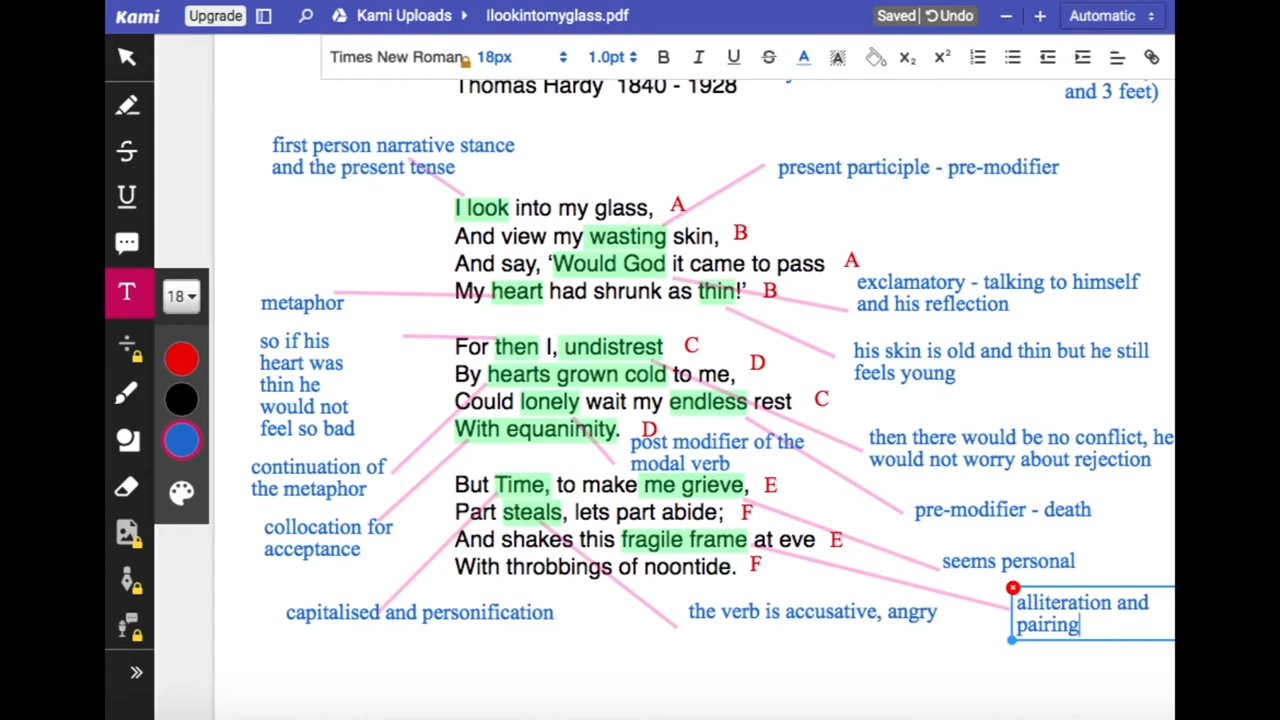 Kami Upgrade Kami Uploads llookintomyglass.pdf Saved Undo Automatic
Times New Roman 18px 1.0pt B I U S A A X₂ X²
Thomas Hardy 1840 - 1928
and 3 feet)
first person narrative stance
and the present tense
present participle - pre-modifier
I look into my glass, A
And view my wasting skin, B
And say, ‘Would God it came to pass A
My heart had shrunk as thin!’ B
exclamatory - talking to himself
and his reflection
metaphor
T
18
so if his
heart was
thin he
would not
feel so bad
For then I, undistrest C
By hearts grown cold to me, D
Could lonely wait my endless rest C
With equanimity. D
his skin is old and thin but he still
feels young
post modifier of the
modal verb
then there would be no conflict, he
would not worry about rejection
continuation of
the metaphor
collocation for
acceptance
But Time, to make me grieve, E
Part steals, lets part abide; F
And shakes this fragile frame at eve E
With throbbings of noontide. F
pre-modifier - death
seems personal
alliteration and
pairing
capitalised and personification
the verb is accusative, angry